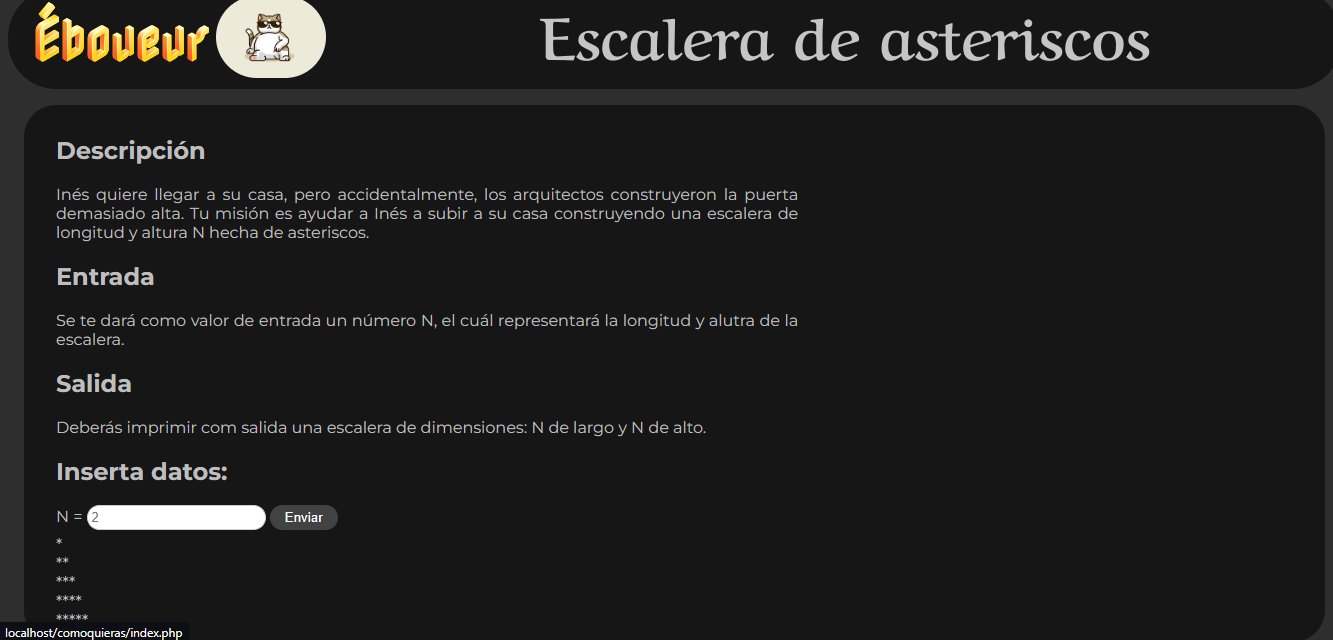 Éboueur
Escalera de asteriscos
Descripción
Inés quiere llegar a su casa, pero accidentalmente, los arquitectos construyeron la puerta
demasiado alta. Tu misión es ayudar a Inés a subir a su casa construyendo una escalera de
longitud y altura N hecha de asteriscos.
Entrada
Se te dará como valor de entrada un número N, el cuál representará la longitud y alutra de la
escalera.
Salida
Deberás imprimir com salida una escalera de dimensiones: N de largo y N de alto.
Inserta datos:
N = 2 Enviar
*
**
***
****
*****
localhost/comoquieras/index.php